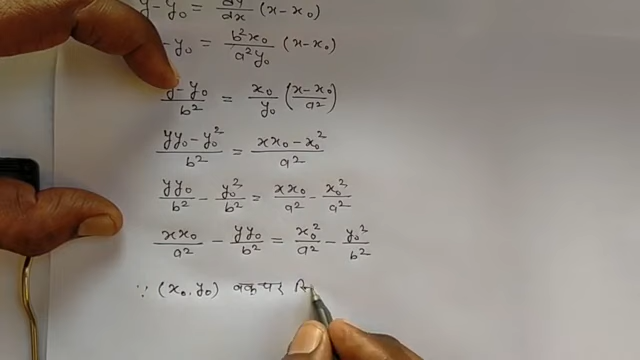 y-y₀ = dy/dx (x-x₀)
-y₀ = b²x₀/a²y₀ (x-x₀)
y-y₀/b² = x₀/y₀ (x-x₀/a²)
yy₀-y₀²/b² = xx₀-x₀²/a²
yy₀/b² - y₀²/b² = xx₀/a² - x₀²/a²
xx₀/a² - yy₀/b² = x₀²/a² - y₀²/b²
∵ (x₀, y₀) वक्र पर